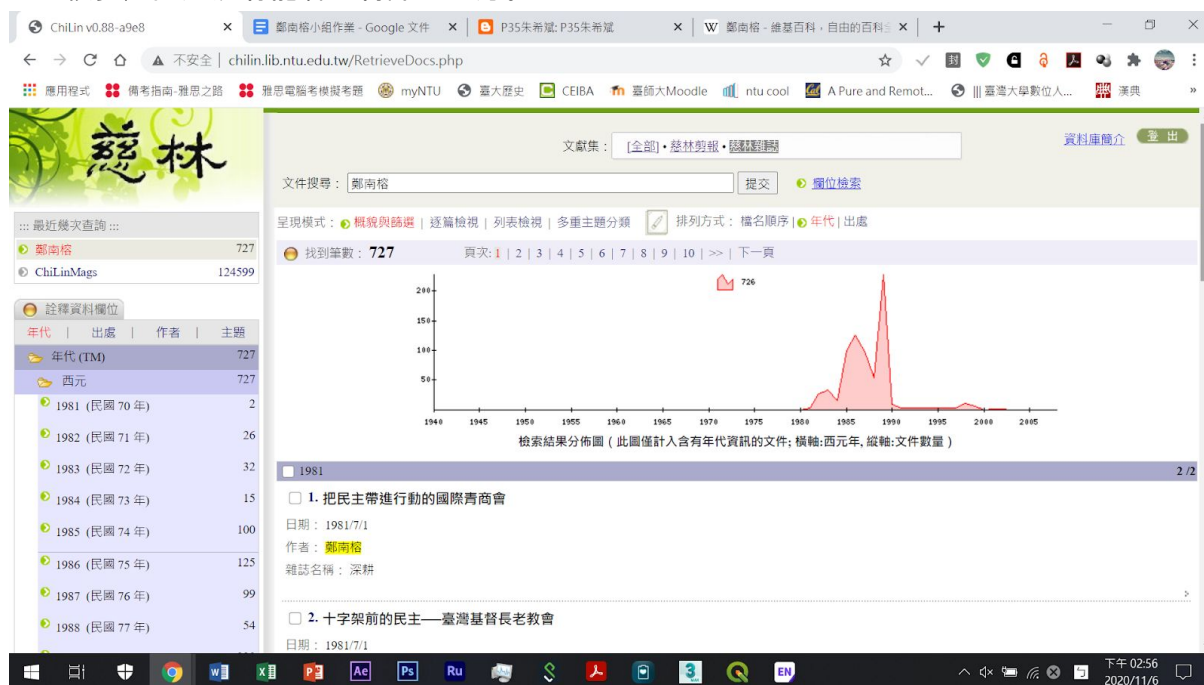 ChiLin v0.88-a9e8
鄭南榕小組作業 - Google 文件
P35朱希斌: P35朱希斌
W 鄭南榕 - 維基百科，自由的百科
不安全 | chilin.lib.ntu.edu.tw/RetrieveDocs.php
應用程式 備考指南-雅思之路 雅思電腦考模擬考題 myNTU 臺大歷史 CEIBA 臺師大Moodle ntu cool A Pure and Remot... ||| 臺灣大學數位人... 漢典 »
慈林
文獻集： [全部] • 慈林剪報 • 慈林雜誌
資料庫簡介 登 出
文件搜尋： 鄭南榕 提交 欄位檢索
::: 最近幾次查詢 :::
鄭南榕 727
ChiLinMags 124599
呈現模式： 概貌與篩選 | 逐篇檢視 | 列表檢視 | 多重主題分類 排列方式： 檔名順序 | 年代 | 出處
找到筆數： 727 頁次: 1 | 2 | 3 | 4 | 5 | 6 | 7 | 8 | 9 | 10 | >> | 下一頁
詮釋資料欄位
年代 | 出處 | 作者 | 主題
年代 (TM) 727
西元 727
1981 (民國 70 年) 2
1982 (民國 71 年) 26
1983 (民國 72 年) 32
1984 (民國 73 年) 15
1985 (民國 74 年) 100
1986 (民國 75 年) 125
1987 (民國 76 年) 99
1988 (民國 77 年) 54
726
200
150
100
50
1940 1945 1950 1955 1960 1965 1970 1975 1980 1985 1990 1995 2000 2005
檢索結果分佈圖 ( 此圖僅計入含有年代資訊的文件; 橫軸:西元年, 縱軸:文件數量 )
1981 2 /2
1. 把民主帶進行動的國際青商會
日期： 1981/7/1
作者： 鄭南榕
雜誌名稱： 深耕
2. 十字架前的民主──臺灣基督長老教會
日期： 1981/7/1
Ae Ps Ru EN
下午 02:56
2020/11/6